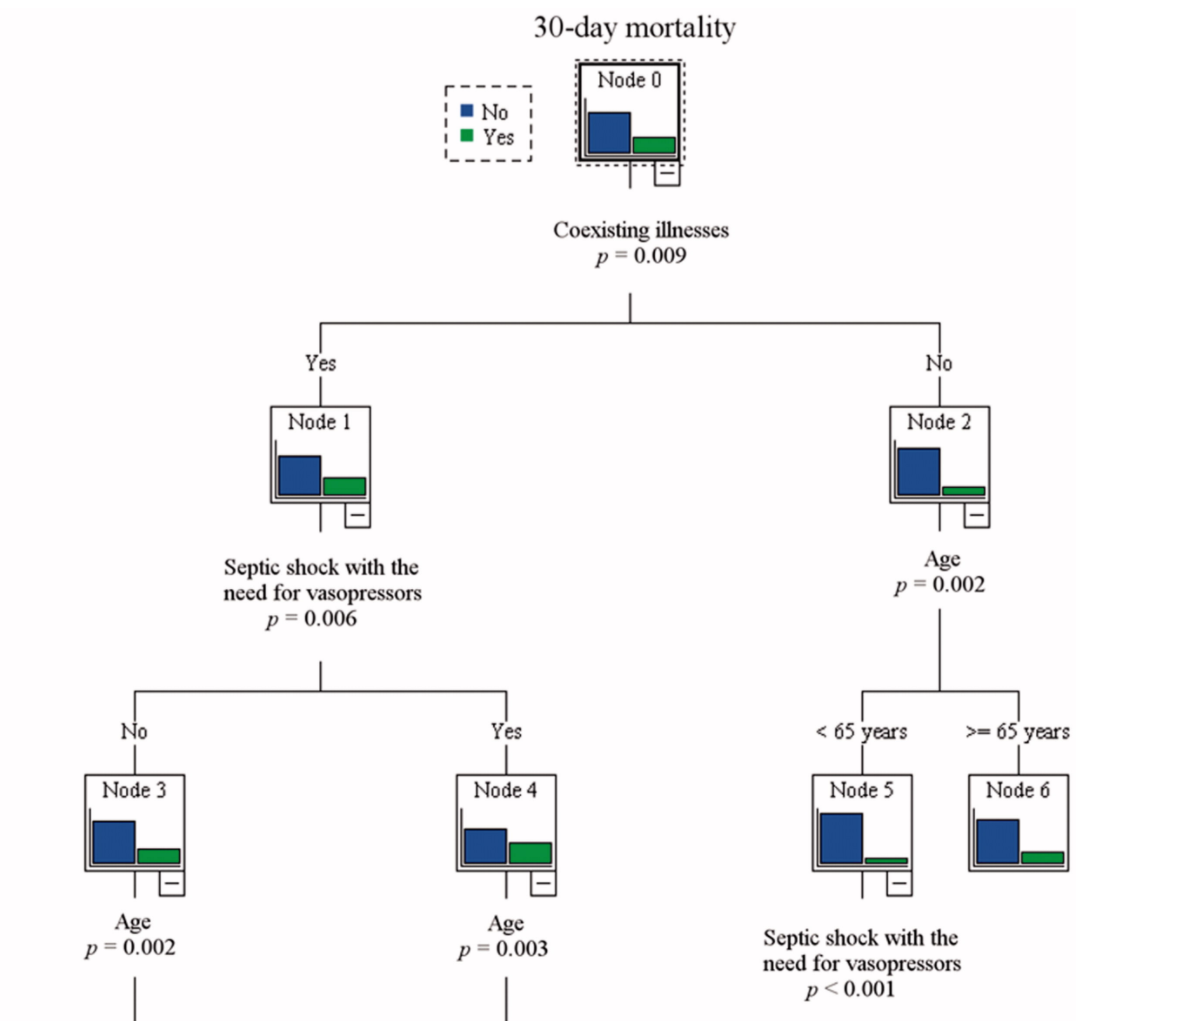 30-day mortality
Node 0
No
Yes
Coexisting illnesses
p = 0.009
Yes
No
Node 1
Node 2
Septic shock with the
need for vasopressors
p = 0.006
Age
p = 0.002
No
Yes
< 65 years
>= 65 years
Node 3
Node 4
Node 5
Node 6
Age
p = 0.002
Age
p = 0.003
Septic shock with the
need for vasopressors
p < 0.001